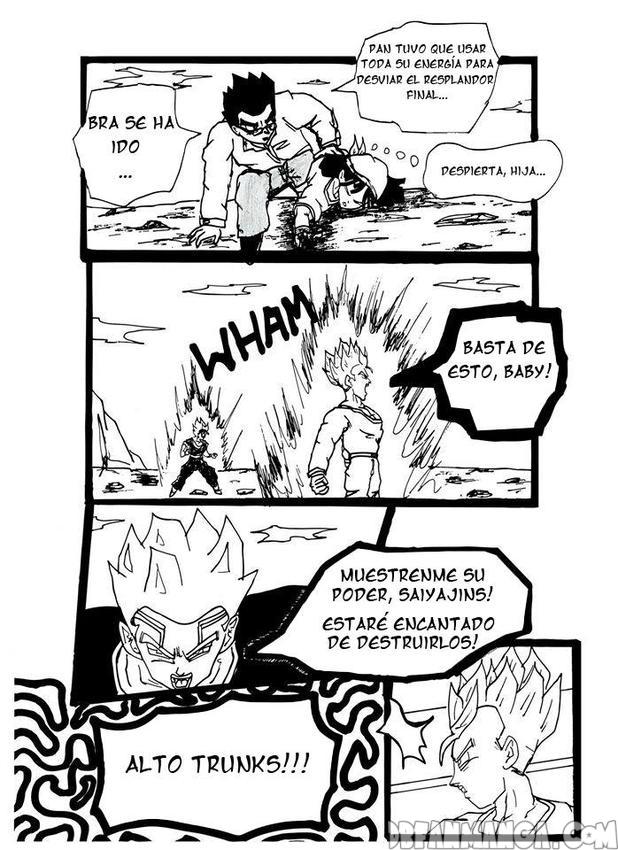 PAN TUVO QUE USAR
TODA SU ENERGÍA PARA
DESVIAR EL RESPLANDOR
FINAL...
BRA SE HA
IDO
...
DESPIERTA, HIJA...
WHAM
BASTA DE
ESTO, BABY!
MUESTRENME SU
PODER, SAIYAJINS!
ESTARÉ ENCANTADO
DE DESTRUIRLOS!
ALTO TRUNKS!!!
DBFANMANGA.COM